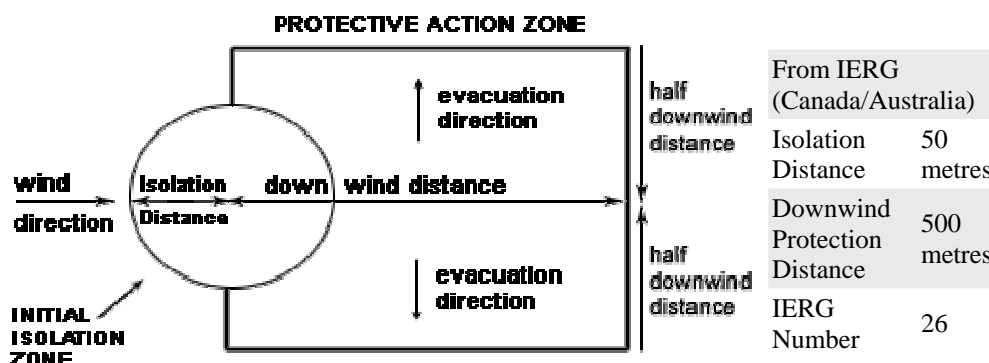 PROTECTIVE ACTION ZONE
evacuation
direction
half
downwind
distance
wind
direction
Isolation
Distance
down wind distance
evacuation
direction
half
downwind
distance
INITIAL
ISOLATION
ZONE
From IERG
(Canada/Australia)
Isolation
Distance
50
metres
Downwind
Protection
Distance
500
metres
IERG
Number
26